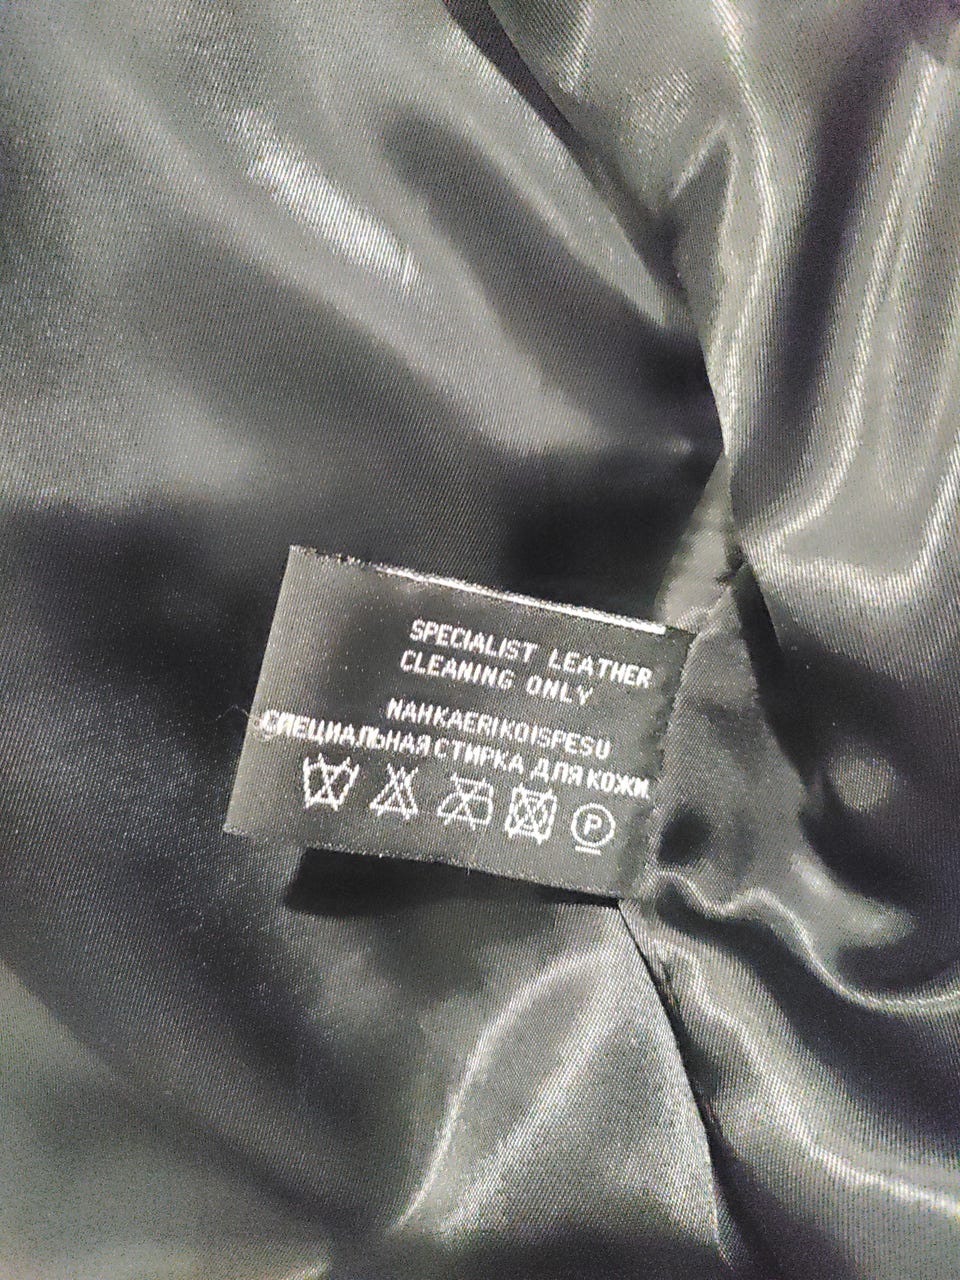 SPECIALIST LEATHER
CLEANING ONLY
NAHKAERIKOISPESU
СПЕЦИАЛЬНАЯ СТИРКА ДЛЯ КОЖИ.
P